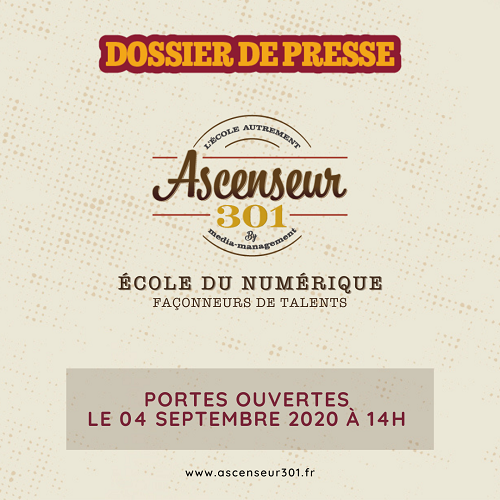 DOSSIER DE PRESSE
L'ÉCOLE AUTREMENT
Ascenseur
301
By
media-management
ÉCOLE DU NUMÉRIQUE
FAÇONNEURS DE TALENTS
PORTES OUVERTES
LE 04 SEPTEMBRE 2020 À 14H
www.ascenseur301.fr